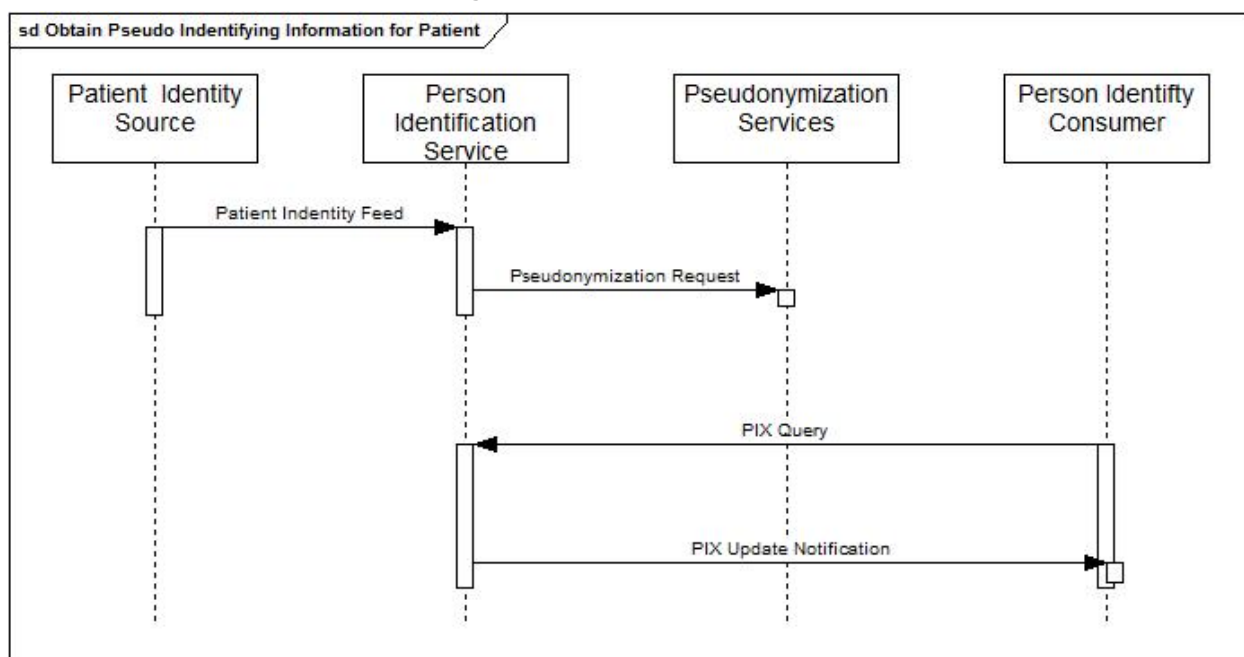 sd Obtain Pseudo Indentifying Information for Patient
Patient Identity
Source
Person
Identification
Service
Pseudonymization
Services
Person Identifty
Consumer
Patient Indentity Feed
Pseudonymization Request
PIX Query
PIX Update Notification